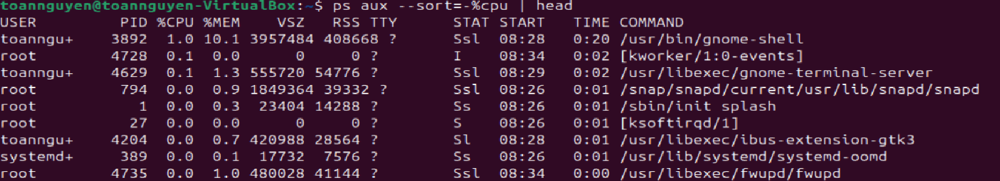 toannguyen@toannguyen-VirtualBox:~$ ps aux --sort=-%cpu | head
USER         PID %CPU %MEM    VSZ   RSS TTY      STAT START   TIME COMMAND
toanngu+    3892  1.0 10.1 3957484 408668 ?      Ssl  08:28   0:20 /usr/bin/gnome-shell
root        4728  0.1  0.0      0     0 ?        I    08:34   0:02 [kworker/1:0-events]
toanngu+    4629  0.1  1.3 555720 54776 ?        Ssl  08:29   0:02 /usr/libexec/gnome-terminal-server
root         794  0.0  0.9 1849364 39332 ?       Ssl  08:26   0:01 /snap/snapd/current/usr/lib/snapd/snapd
root           1  0.0  0.3  23404 14288 ?        Ss   08:26   0:01 /sbin/init splash
root          27  0.0  0.0      0     0 ?        S    08:26   0:01 [ksoftirqd/1]
toanngu+    4204  0.0  0.7 420988 28564 ?        Sl   08:28   0:01 /usr/libexec/ibus-extension-gtk3
systemd+     389  0.0  0.1  17732  7576 ?        Ss   08:26   0:01 /usr/lib/systemd/systemd-oomd
root        4735  0.0  1.0 480028 41144 ?        Ssl  08:34   0:00 /usr/libexec/fwupd/fwupd